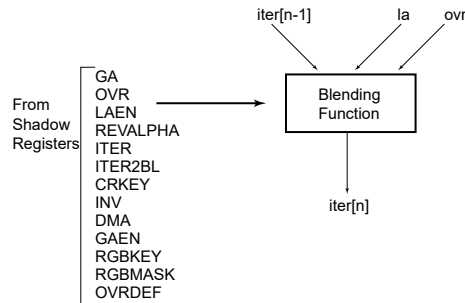 iter[n-1]
la
ovr
From
Shadow
Registers
GA
OVR
LAEN
REVALPHA
ITER
ITER2BL
CRKEY
INV
DMA
GAEN
RGBKEY
RGBMASK
OVRDEF
Blending
Function
iter[n]